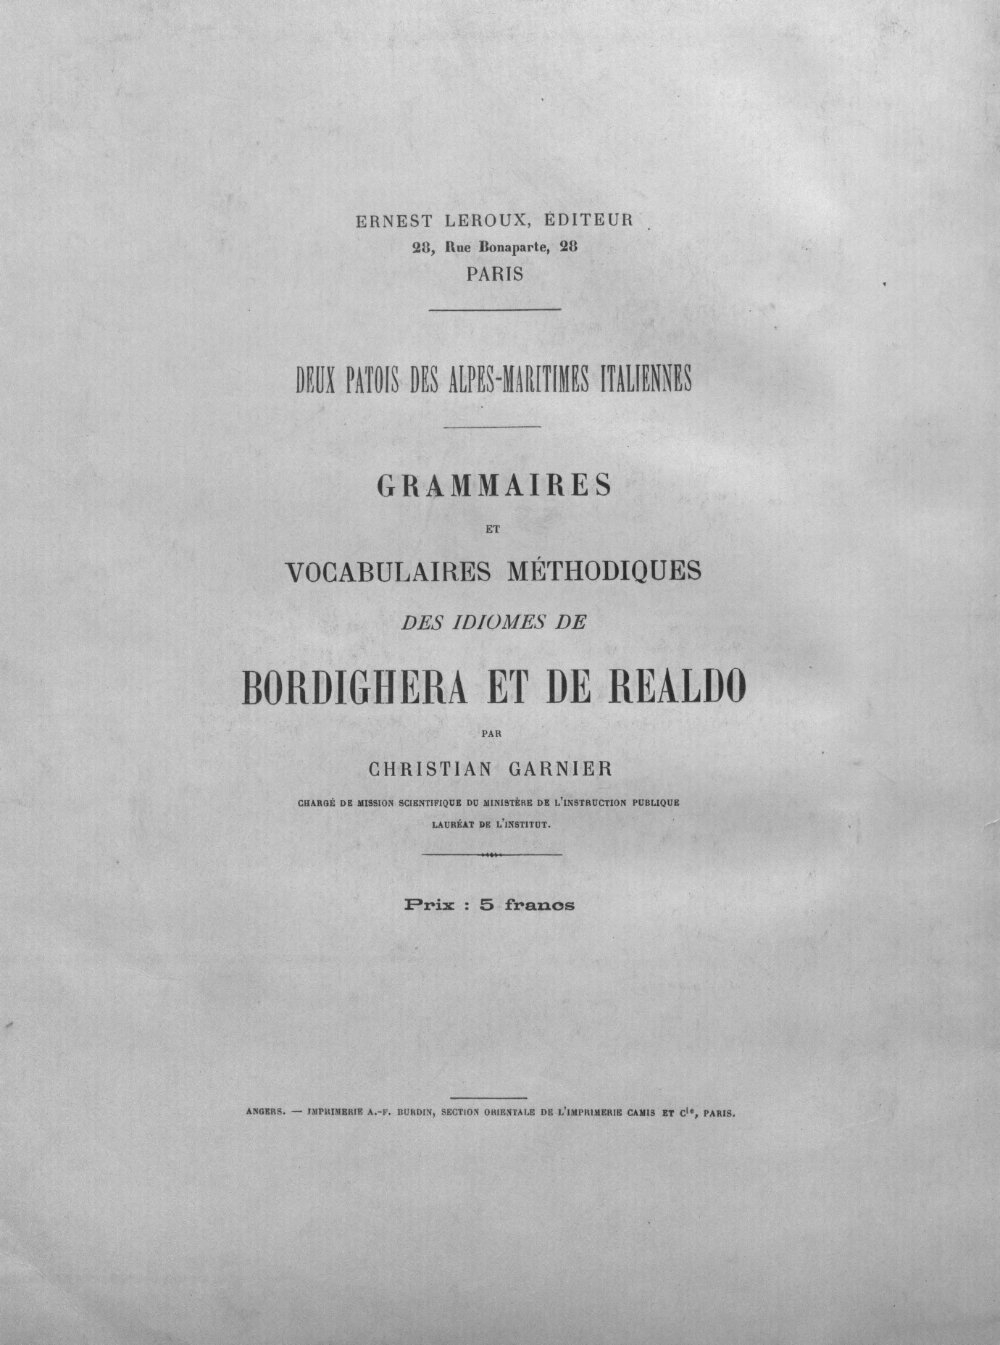 ERNEST LEROUX, ÉDITEUR
28, Rue Bonaparte, 28
PARIS
DEUX PATOIS DES ALPES-MARITIMES ITALIENNES
GRAMMAIRES
ET
VOCABULAIRES MÉTHODIQUES
DES IDIOMES DE
BORDIGHERA ET DE REALDO
PAR
CHRISTIAN GARNIER
CHARGÉ DE MISSION SCIENTIFIQUE DU MINISTÈRE DE L'INSTRUCTION PUBLIQUE
LAURÉAT DE L'INSTITUT.
Prix : 5 francs
ANGERS. — IMPRIMERIE A.-F. BURDIN, SECTION ORIENTALE DE L'IMPRIMERIE CAMIS ET Cie, PARIS.